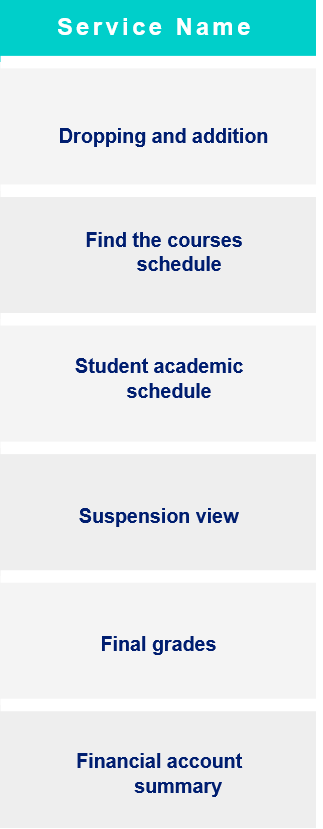 Service Name
Dropping and addition
Find the courses
schedule
Student academic
schedule
Suspension view
Final grades
Financial account
summary